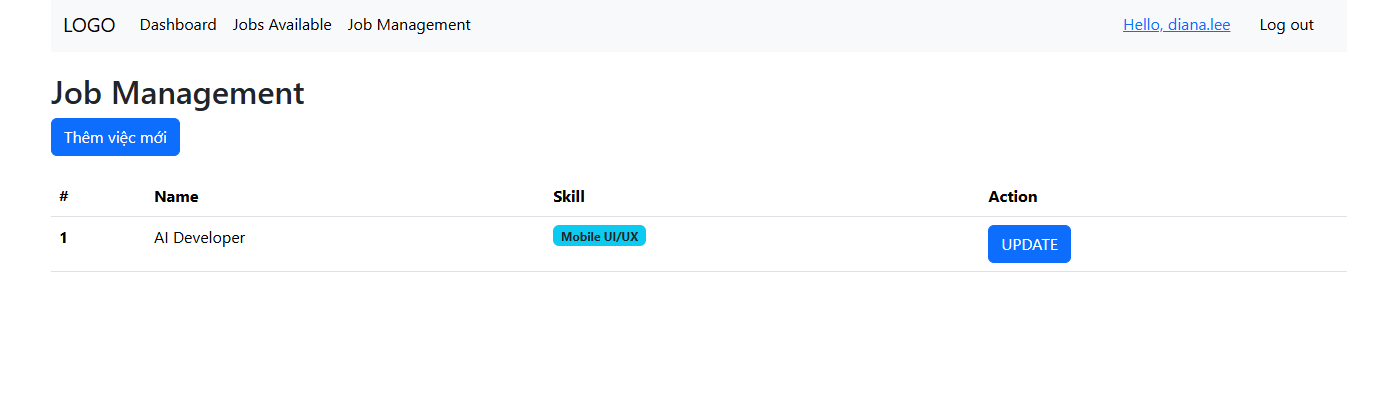 LOGO Dashboard Jobs Available Job Management Hello, diana.lee Log out
Job Management
Thêm việc mới
# Name Skill Action
1 AI Developer Mobile UI/UX UPDATE